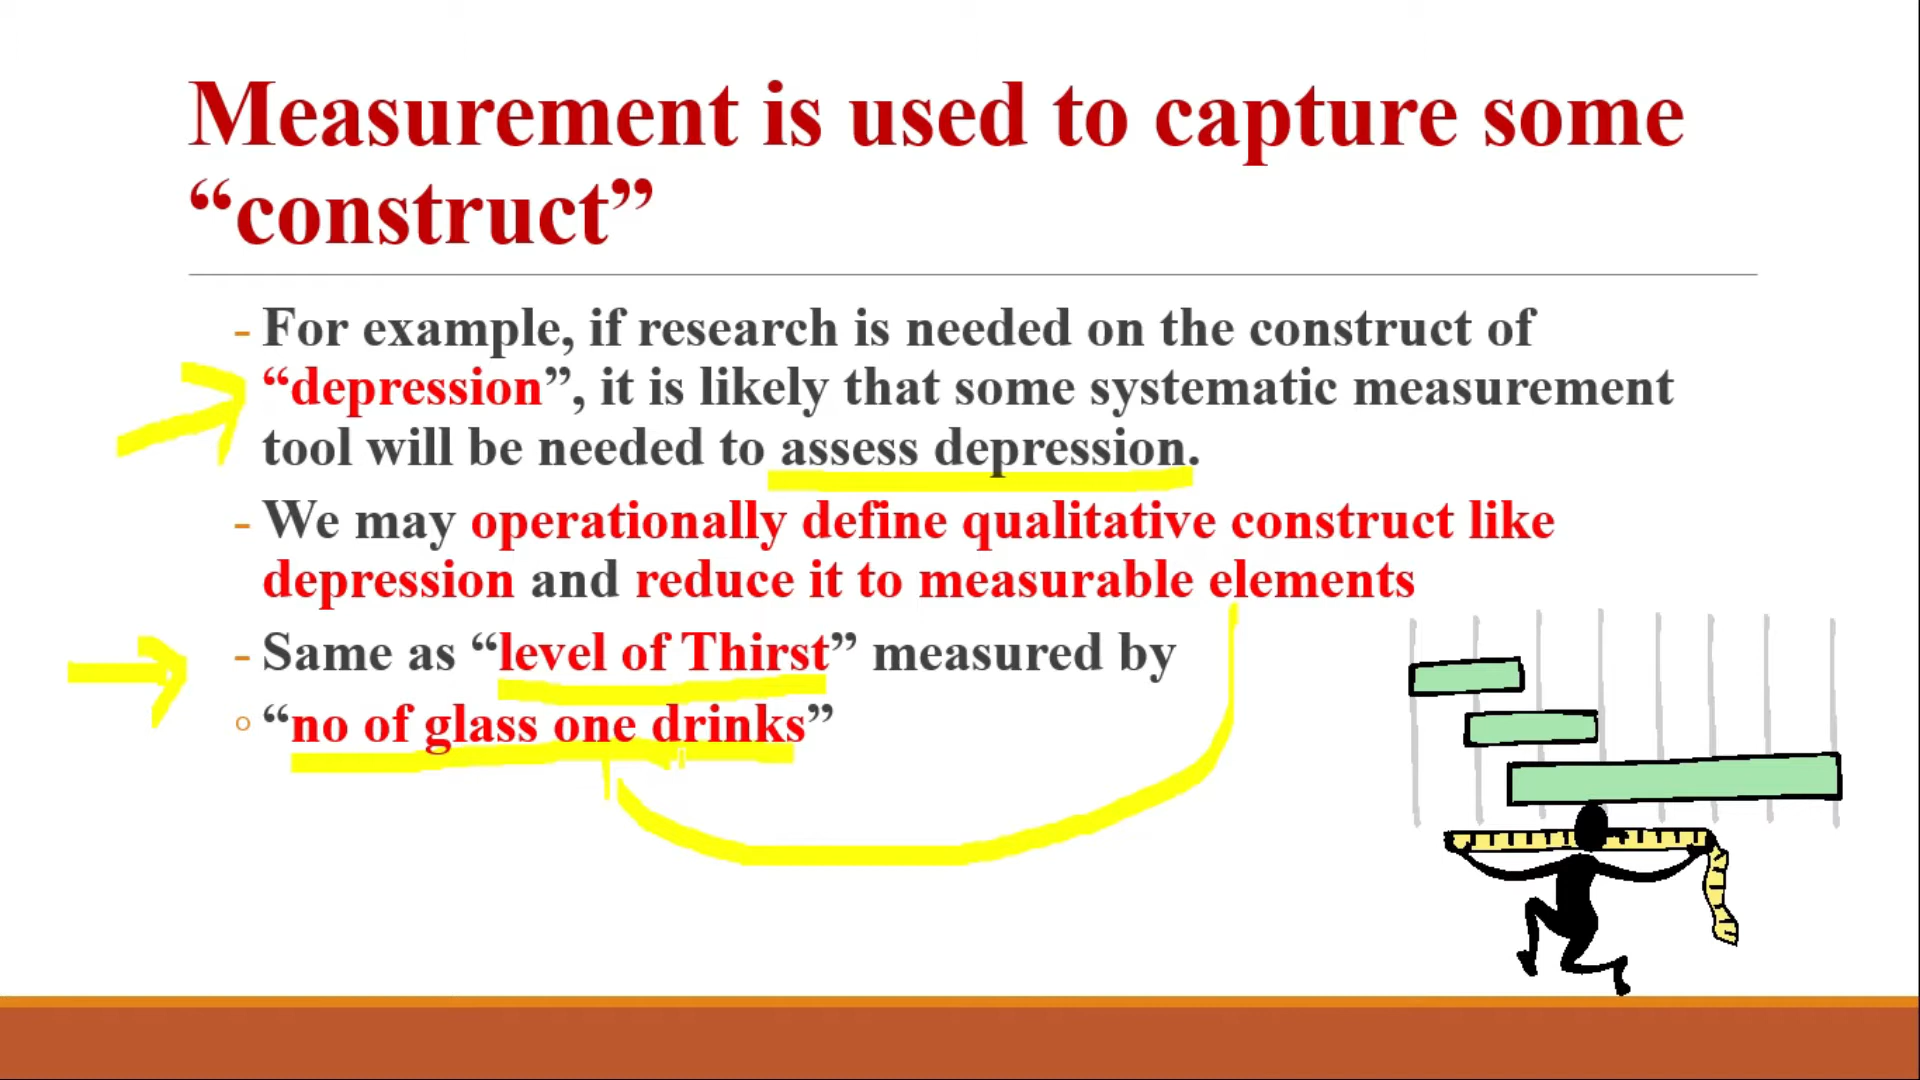 Measurement is used to capture some
“construct”
- For example, if research is needed on the construct of
“depression”, it is likely that some systematic measurement
tool will be needed to assess depression.
- We may operationally define qualitative construct like
depression and reduce it to measurable elements
- Same as “level of Thirst” measured by
◦ “no of glass one drinks”